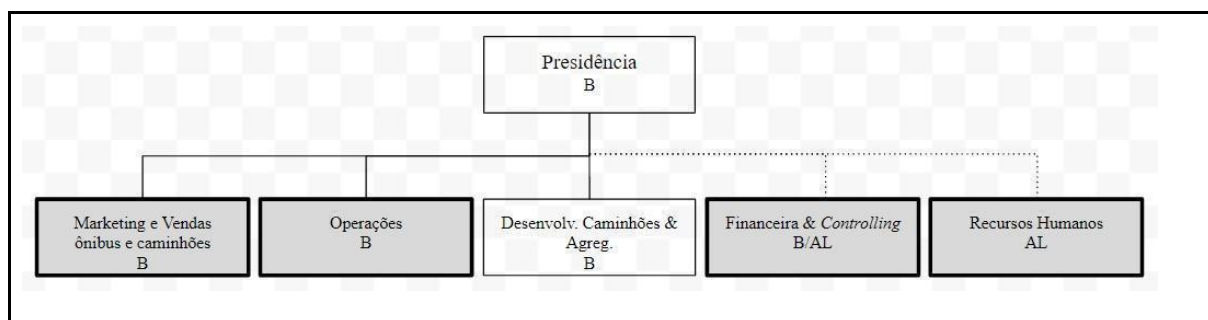 Presidência
B
Marketing e Vendas
ônibus e caminhões
B
Operações
B
Desenvolv. Caminhões &
Agreg.
B
Financeira & Controlling
B/AL
Recursos Humanos
AL